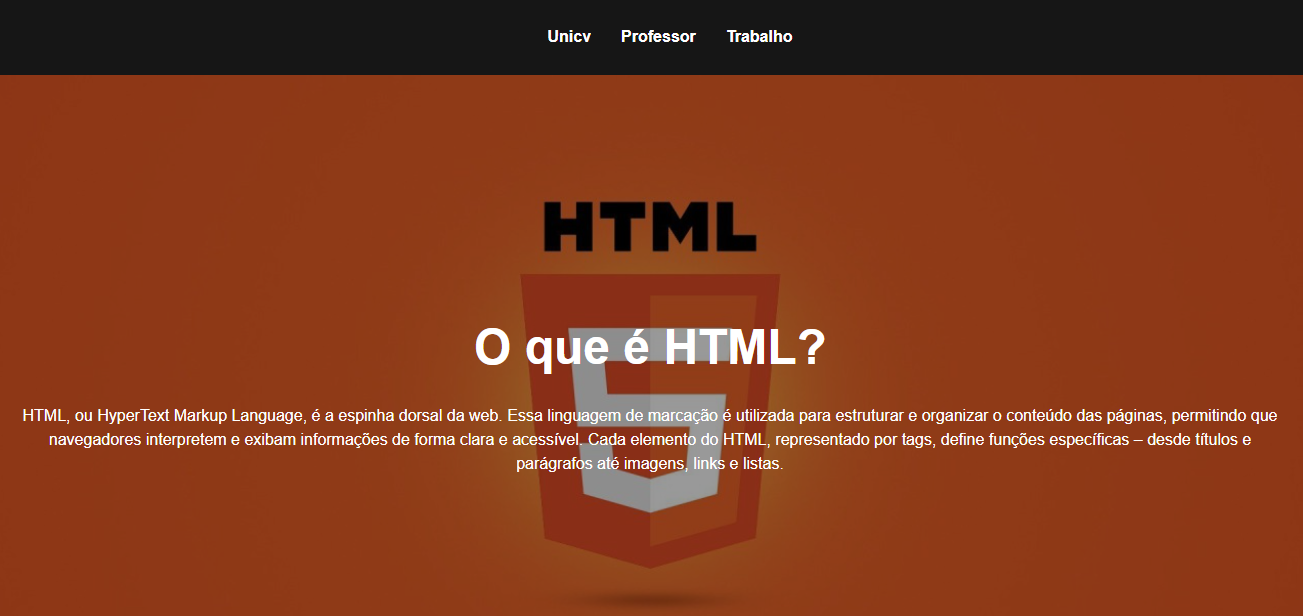 Unicv Professor Trabalho
HTML
O que é HTML?
HTML, ou HyperText Markup Language, é a espinha dorsal da web. Essa linguagem de marcação é utilizada para estruturar e organizar o conteúdo das páginas, permitindo que
navegadores interpretem e exibam informações de forma clara e acessível. Cada elemento do HTML, representado por tags, define funções específicas – desde títulos e
parágrafos até imagens, links e listas.